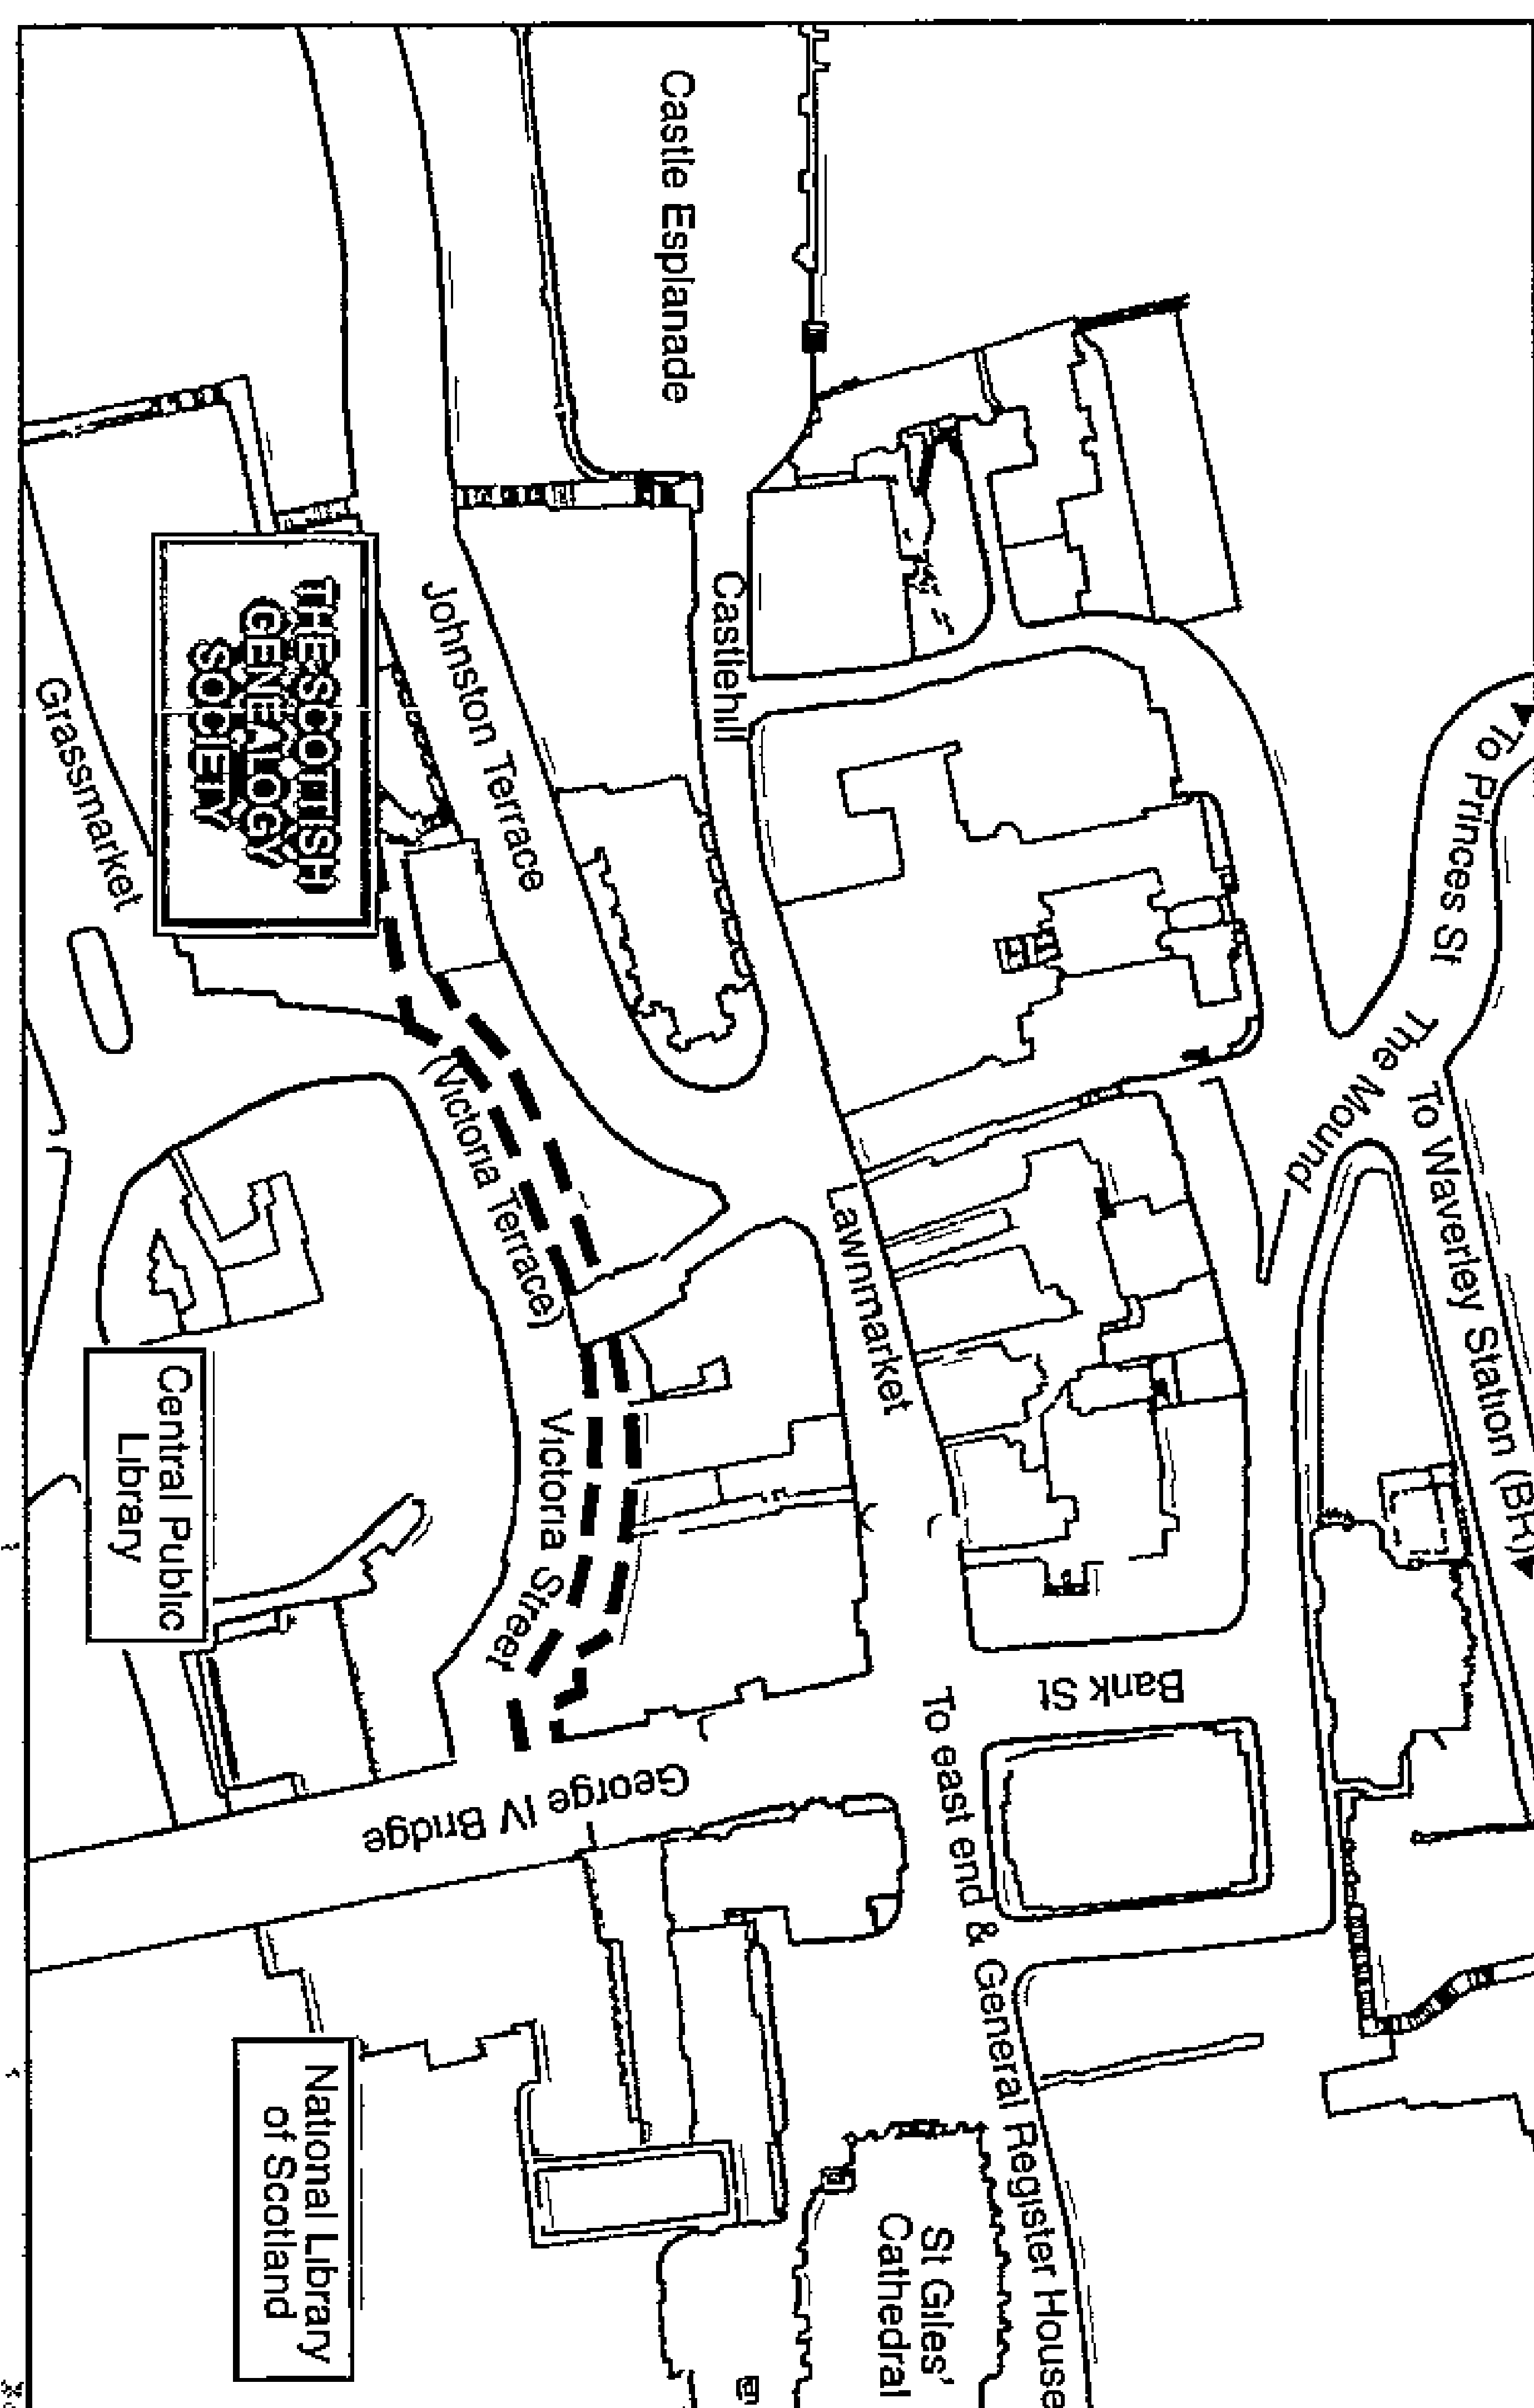 To Princes St
The Mound
To Waverley Station (BR)
Castle Esplanade
Castlehill
Johnston Terrace
THE SCOTTISH
GENEALOGY
SOCIETY
Grassmarket
(Victoria Terrace)
Lawnmarket
Victoria Street
Bank St
Central Public
Library
George IV Bridge
To east end & General Register House
National Library
of Scotland
St Giles'
Cathedral